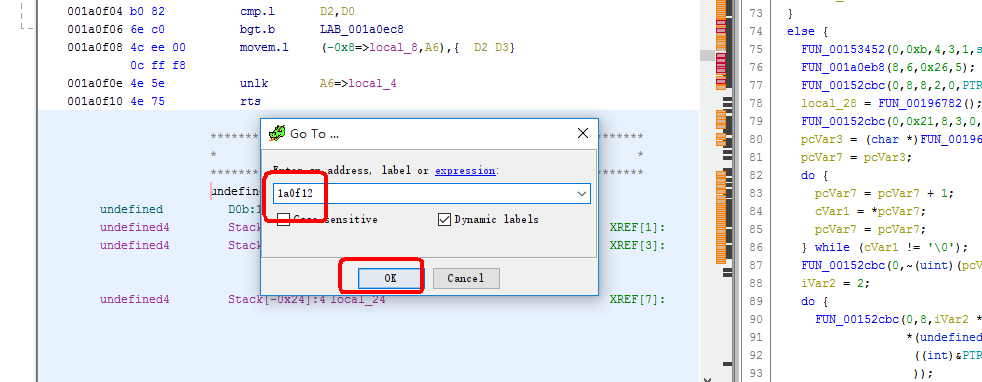 001a0f04 b0 82 cmp.l D2,D0
001a0f06 6e c0 bgt.b LAB_001a0ec8
001a0f08 4c ee 00 movem.l (-0x8=>local_8,A6),{ D2 D3}
0c ff f8
001a0f0e 4e 5e unlk A6=>local_4
001a0f10 4e 75 rts
undefined D0b:1
undefined4 Stack XREF[1]:
undefined4 Stack XREF[3]:
undefined4 Stack[-0x24]:4 local_24 XREF[7]:
Go To ...
Enter an address, label or expression:
1a0f12
Case sensitive
Dynamic labels
OK
Cancel
73 }
74 else {
75 FUN_00153452(0,0xb,4,3,1,s
76 FUN_001a0eb8(8,6,0x26,5);
77 FUN_00152cbc(0,8,8,2,0,PTR
78 local_28 = FUN_00196782();
79 FUN_00152cbc(0,0x21,8,3,0,
80 pcVar3 = (char *)FUN_00196
81 pcVar7 = pcVar3;
82 do {
83 pcVar7 = pcVar7 + 1;
84 cVar1 = *pcVar7;
85 pcVar7 = pcVar7;
86 } while (cVar1 != '\0');
87 FUN_00152cbc(0,~(uint)(pcV
88 iVar2 = 2;
89 do {
90 FUN_00152cbc(0,8,iVar2 *
91 *(undefined
92 ((int)&PTR
93 ));